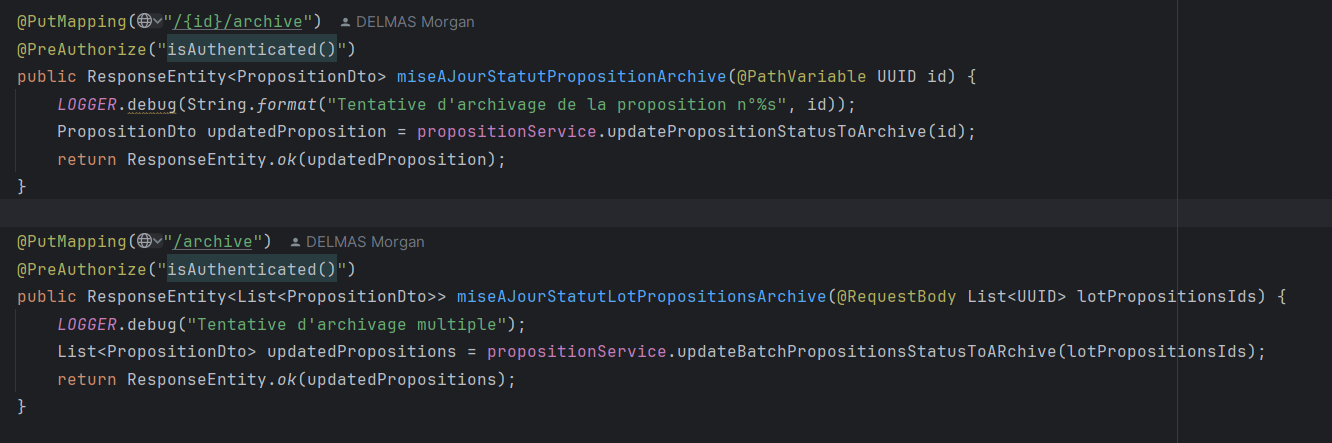 @PutMapping("/{id}/archive") DELMAS Morgan
@PreAuthorize("isAuthenticated()")
public ResponseEntity<PropositionDto> miseAJourStatutPropositionArchive(@PathVariable UUID id) {
LOGGER.debug(String.format("Tentative d'archivage de la proposition n°%s", id));
PropositionDto updatedProposition = propositionService.updatePropositionStatusToArchive(id);
return ResponseEntity.ok(updatedProposition);
}
@PutMapping("/archive") DELMAS Morgan
@PreAuthorize("isAuthenticated()")
public ResponseEntity<List<PropositionDto>> miseAJourStatutLotPropositionsArchive(@RequestBody List<UUID> lotPropositionsIds) {
LOGGER.debug("Tentative d'archivage multiple");
List<PropositionDto> updatedPropositions = propositionService.updateBatchPropositionsStatusToARchive(lotPropositionsIds);
return ResponseEntity.ok(updatedPropositions);
}